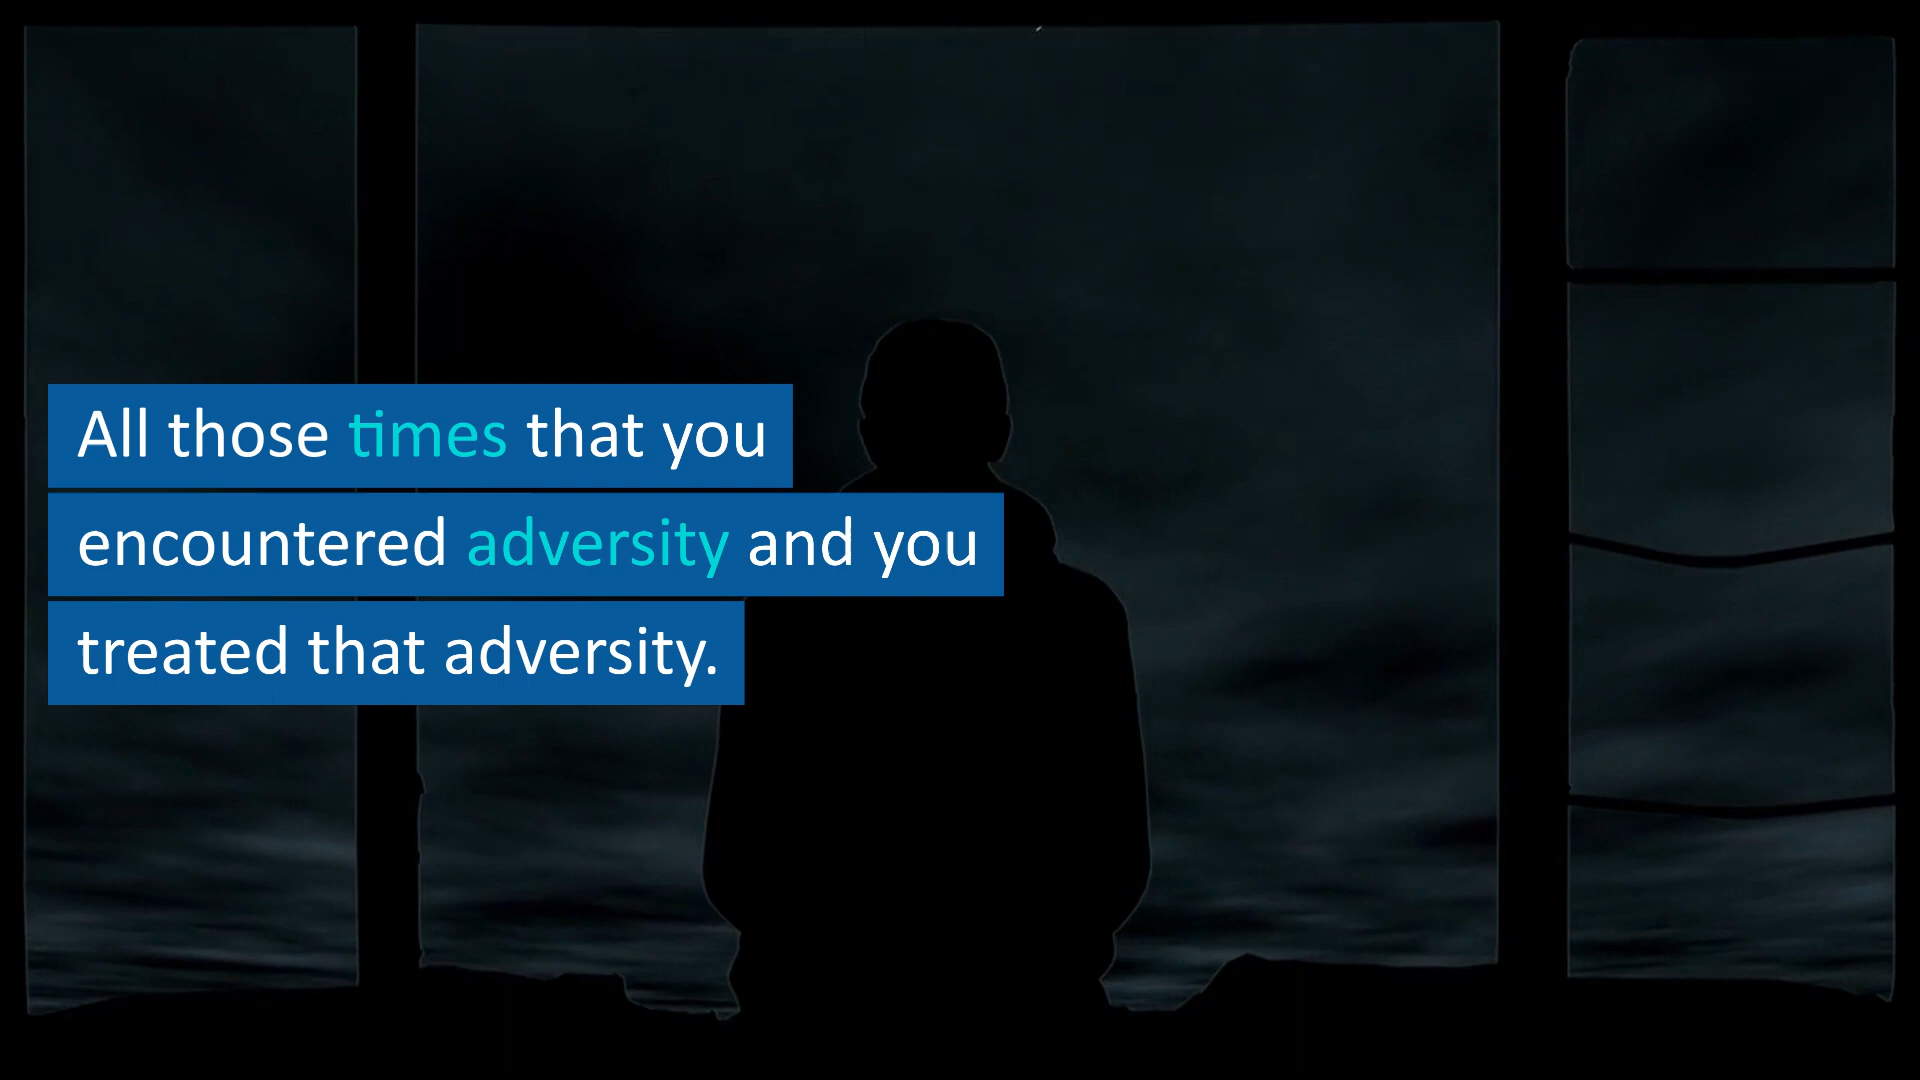 All those times that you
encountered adversity and you
treated that adversity.